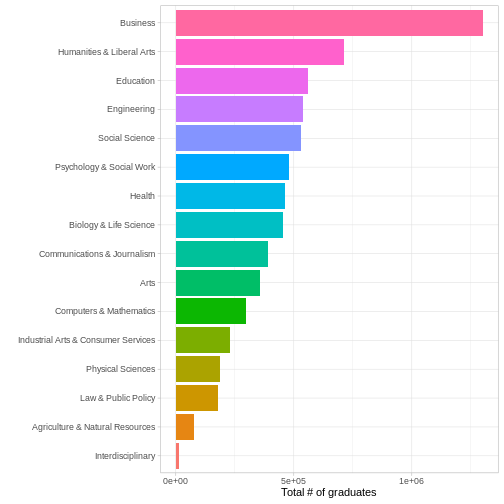 Business
Humanities & Liberal Arts
Education
Engineering
Social Science
Psychology & Social Work
Health
Biology & Life Science
Communications & Journalism
Arts
Computers & Mathematics
Industrial Arts & Consumer Services
Physical Sciences
Law & Public Policy
Agriculture & Natural Resources
Interdisciplinary
0e+00 5e+05 1e+06
Total # of graduates